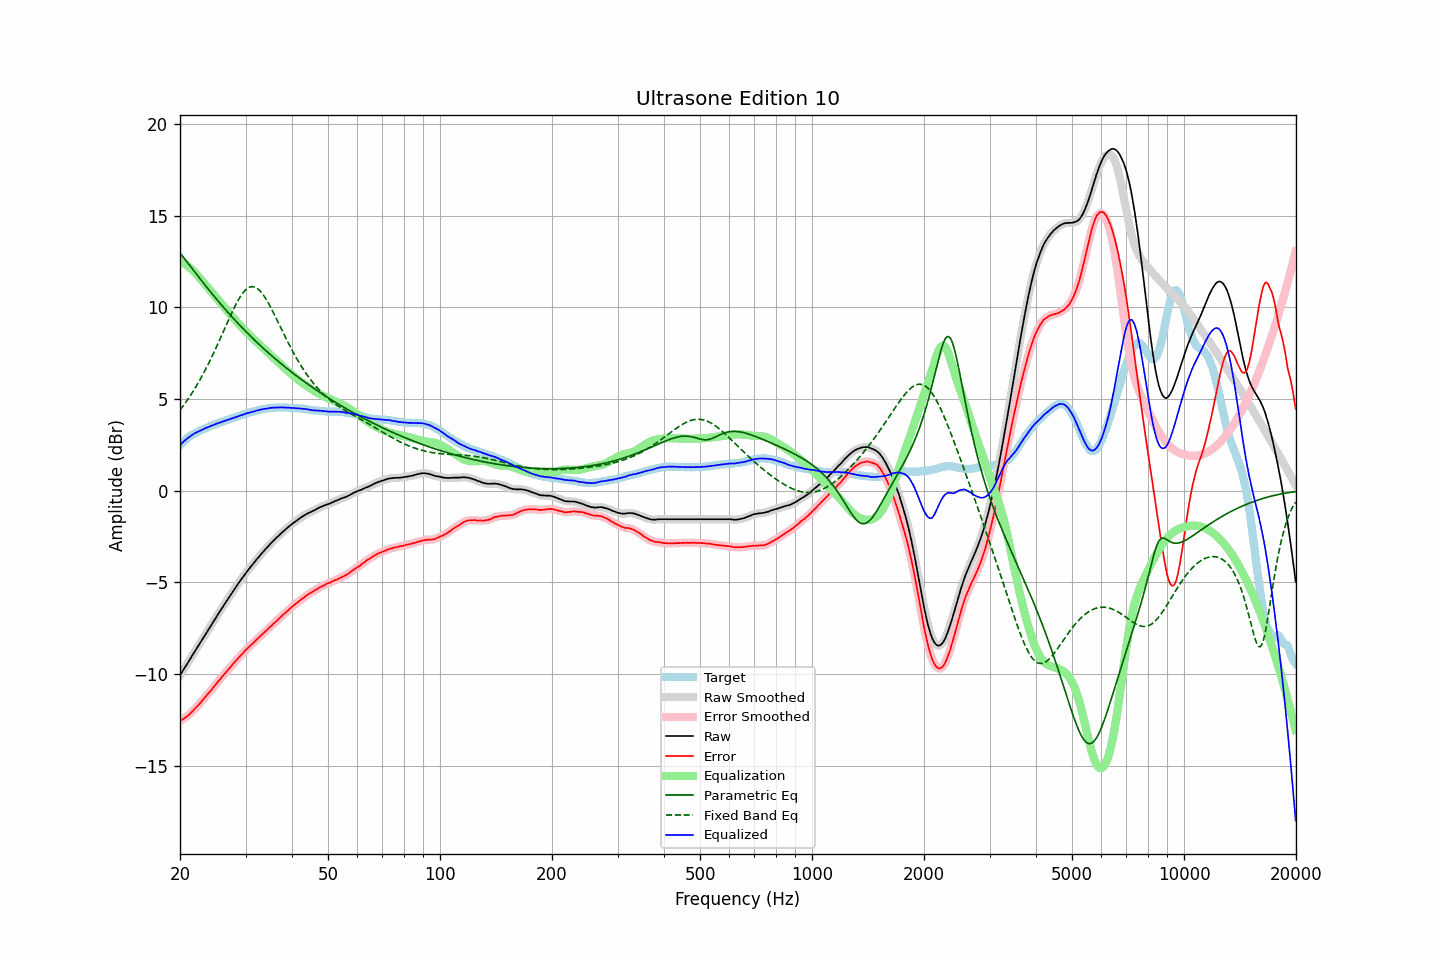 Ultrasone Edition 10
20
15
10
5
0
−5
−10
−15
Amplitude (dBr)
Target
Raw Smoothed
Error Smoothed
Raw
Error
Equalization
Parametric Eq
Fixed Band Eq
Equalized
20 50 100 200 500 1000 2000 5000 10000 20000
Frequency (Hz)